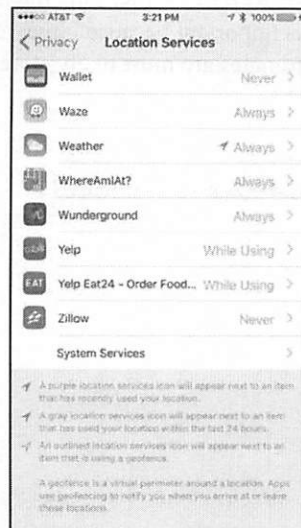 AT&T 3:21 PM 100%
Privacy Location Services
Wallet Never
Waze Always
Weather Always
WhereAmIAt? Always
Wunderground Always
Yelp While Using
EAT Yelp Eat24 - Order Food... While Using
Zillow Never
System Services
A purple location services icon will appear next to an item
that has recently used your location.
A gray location services icon will appear next to an item
that has used your location within the last 24 hours.
An outlined location services icon will appear next to an
item that is using a geofence.
A geofence is a virtual perimeter around a location. Apps
use geofencing to notify you when you arrive at or leave
these locations.